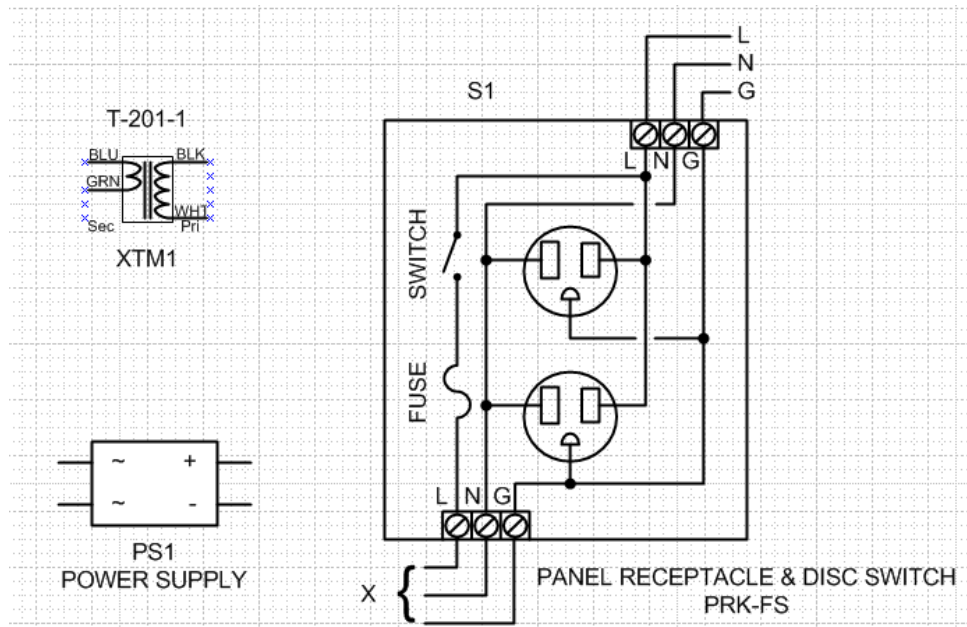 T-201-1
BLU BLK
GRN
WHT
Sec Pri
XTM1
~ +
~ -
PS1
POWER SUPPLY
S1
L
N
G
L N G
SWITCH
FUSE
L N G
X
PANEL RECEPTACLE & DISC SWITCH
PRK-FS